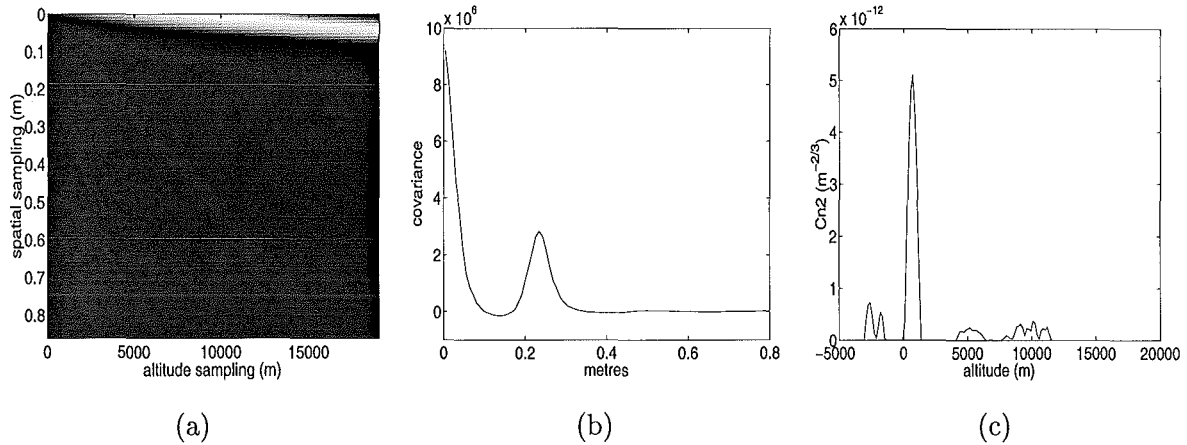 0
0.1
0.2
0.3
0.4
0.5
0.6
0.7
0.8
spatial sampling (m)
0 5000 10000 15000
altitude sampling (m)
(a)
x 10^6
10
8
6
4
2
0
covariance
0 0.2 0.4 0.6 0.8
metres
(b)
x 10^-12
6
5
4
3
2
1
0
Cn2 (m^-2/3)
-5000 0 5000 10000 15000 20000
altitude (m)
(c)